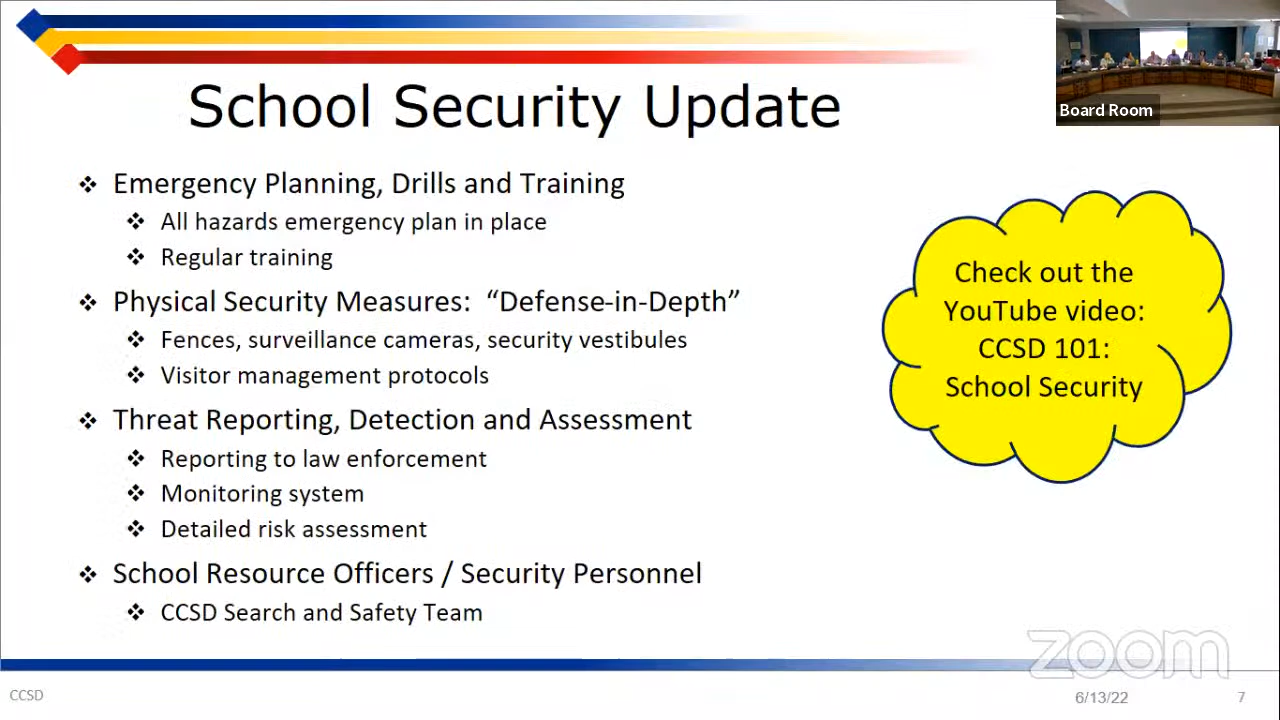 Board Room
School Security Update
Emergency Planning, Drills and Training
All hazards emergency plan in place
Regular training
Physical Security Measures: “Defense-in-Depth”
Fences, surveillance cameras, security vestibules
Visitor management protocols
Threat Reporting, Detection and Assessment
Reporting to law enforcement
Monitoring system
Detailed risk assessment
School Resource Officers / Security Personnel
CCSD Search and Safety Team
Check out the
YouTube video:
CCSD 101:
School Security
zoom
CCSD
6/13/22
7